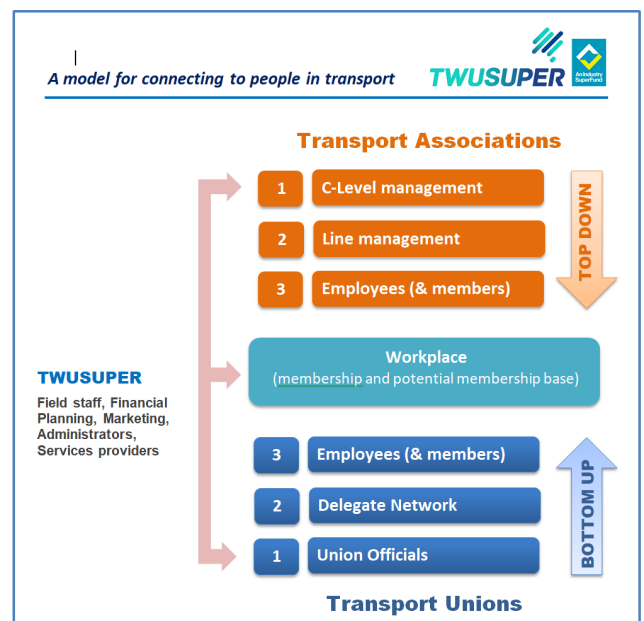 A model for connecting to people in transport
TWUSUPER
An Industry
SuperFund
Transport Associations
1 C-Level management
2 Line management
3 Employees (& members)
TOP DOWN
Workplace
(membership and potential membership base)
TWUSUPER
Field staff, Financial
Planning, Marketing,
Administrators,
Services providers
3 Employees (& members)
2 Delegate Network
1 Union Officials
BOTTOM UP
Transport Unions